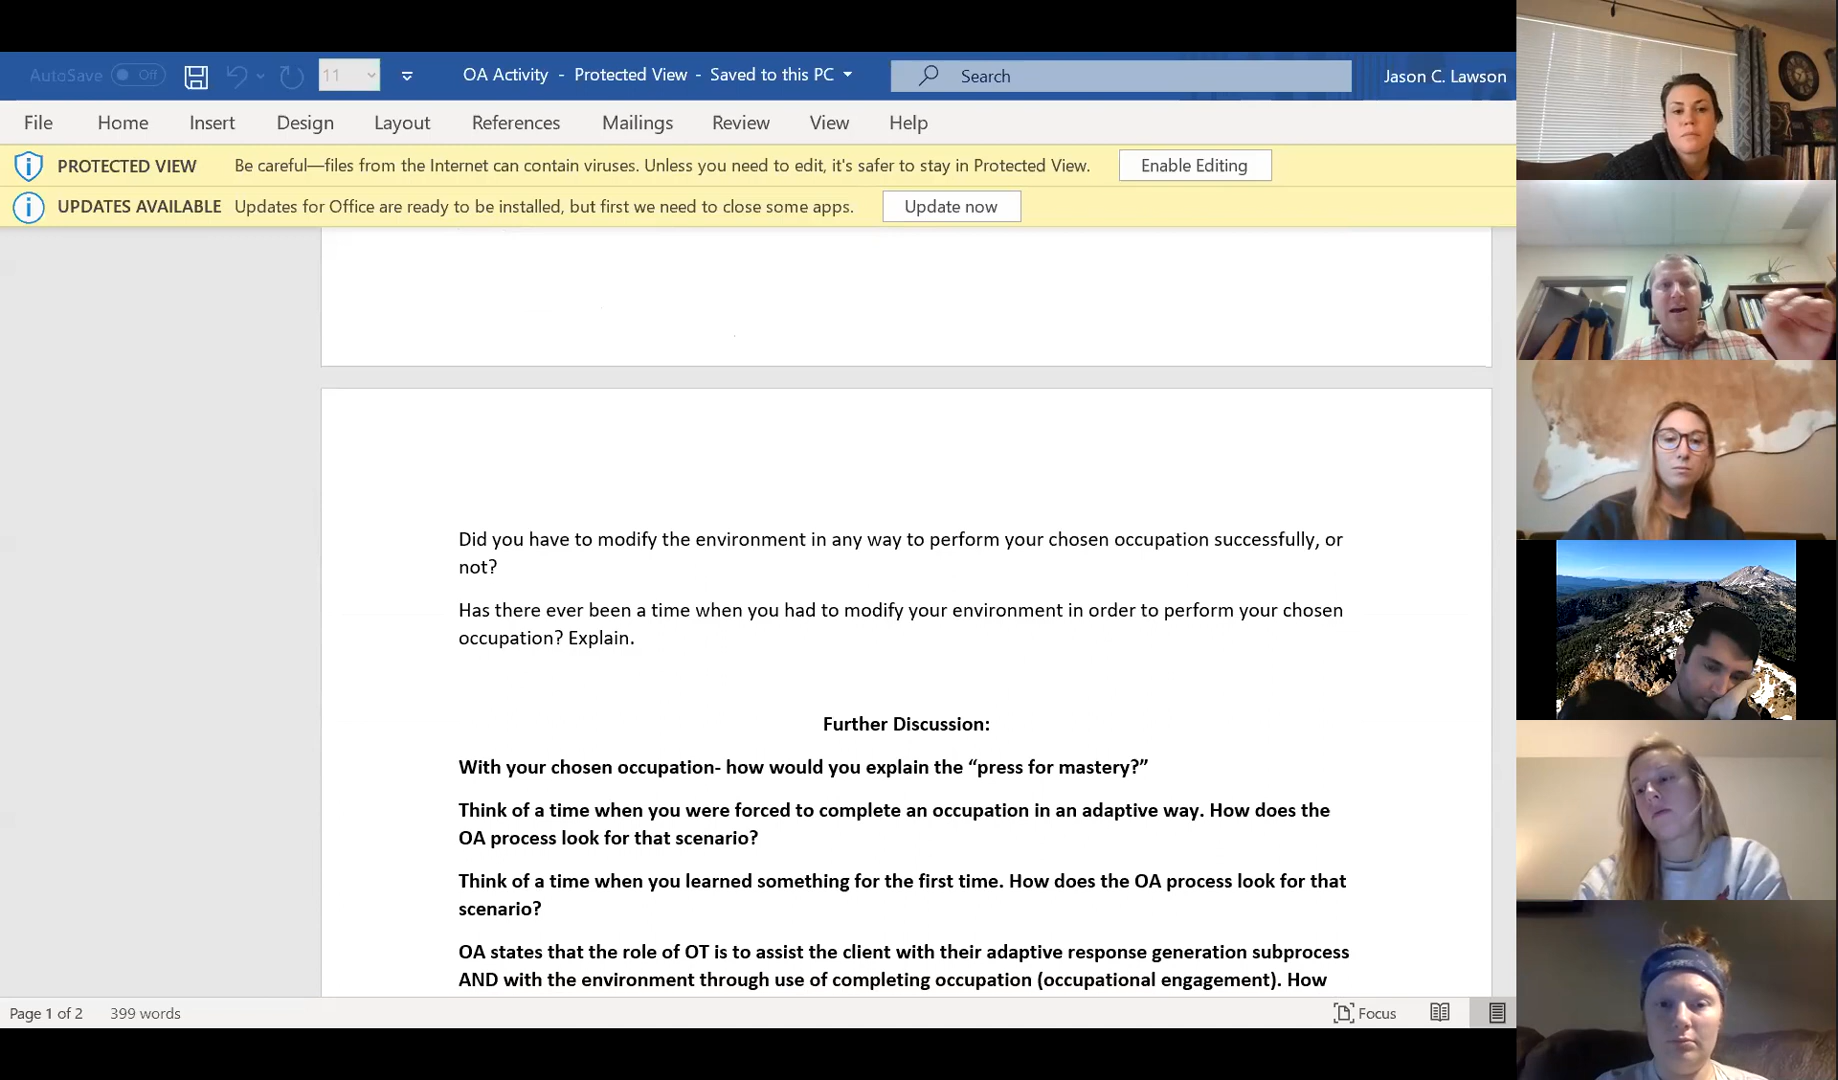 AutoSave Off 11 OA Activity - Protected View - Saved to this PC Search Jason C. Lawson
File Home Insert Design Layout References Mailings Review View Help
PROTECTED VIEW Be careful—files from the Internet can contain viruses. Unless you need to edit, it's safer to stay in Protected View. Enable Editing
UPDATES AVAILABLE Updates for Office are ready to be installed, but first we need to close some apps. Update now
Did you have to modify the environment in any way to perform your chosen occupation successfully, or
not?
Has there ever been a time when you had to modify your environment in order to perform your chosen
occupation? Explain.
Further Discussion:
With your chosen occupation- how would you explain the “press for mastery?”
Think of a time when you were forced to complete an occupation in an adaptive way. How does the
OA process look for that scenario?
Think of a time when you learned something for the first time. How does the OA process look for that
scenario?
OA states that the role of OT is to assist the client with their adaptive response generation subprocess
AND with the environment through use of completing occupation (occupational engagement). How
Page 1 of 2 399 words Focus